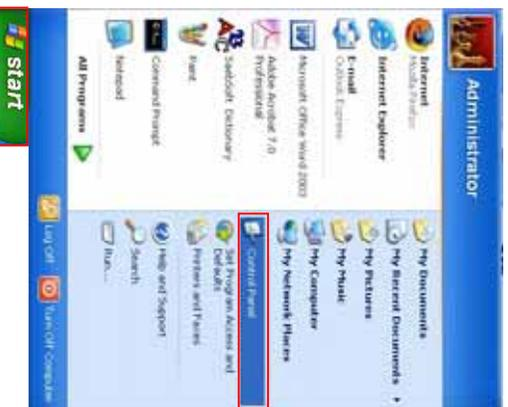 Administrator
Internet
Mozilla Firefox
Internet Explorer
E-mail
Outlook Express
Microsoft Office Word 2003
Adobe Acrobat 7.0
Professional
Dictionary
Paint
Command Prompt
Notepad
All Programs
My Documents
My Recent Documents
My Pictures
My Music
My Computer
My Network Places
Control Panel
Set Program Access and
Defaults
Printers and Faxes
Help and Support
Search
Run...
Log Off
Turn Off Computer
start